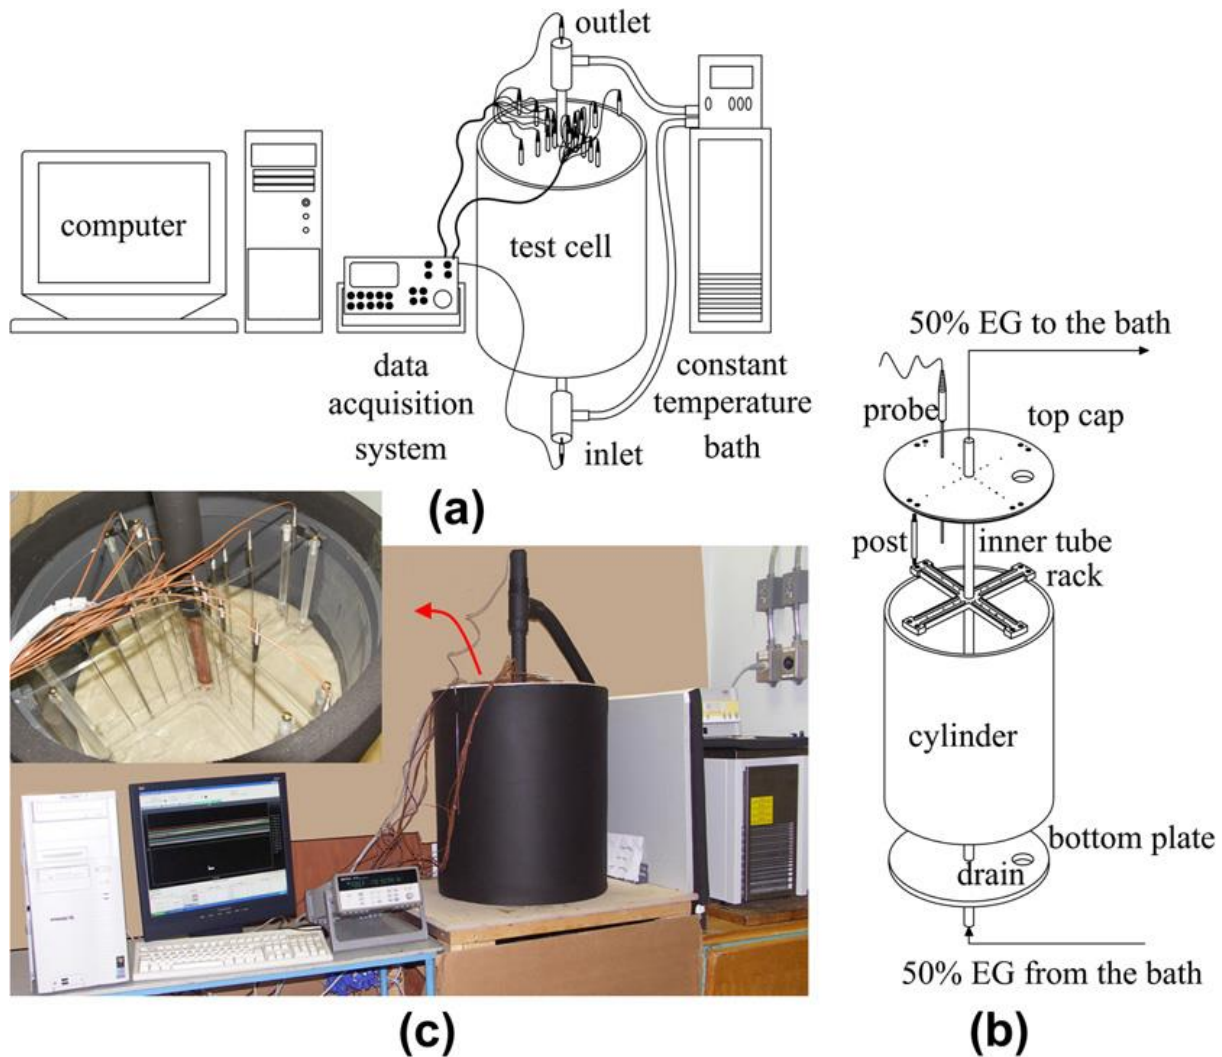 outlet
computer
test cell
data
acquisition
system
constant
temperature
bath
inlet
(a)
50% EG to the bath
probe
top cap
post
inner tube
rack
cylinder
bottom plate
drain
50% EG from the bath
(b)
(c)